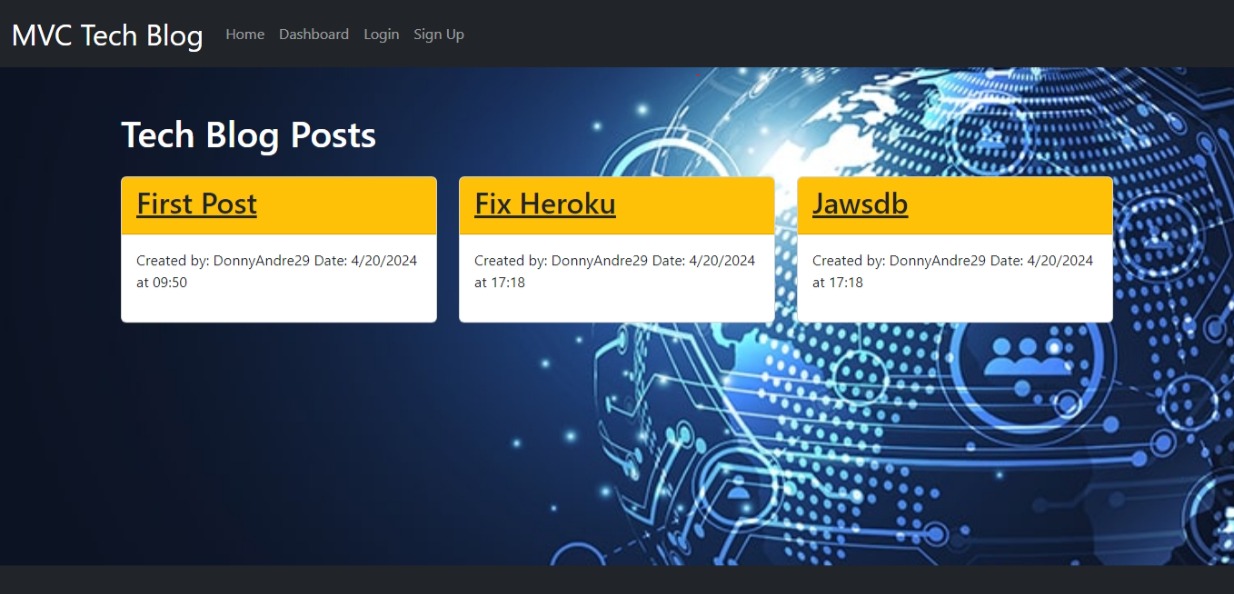 MVC Tech Blog Home Dashboard Login Sign Up
Tech Blog Posts
First Post
Created by: DonnyAndre29 Date: 4/20/2024
at 09:50
Fix Heroku
Created by: DonnyAndre29 Date: 4/20/2024
at 17:18
Jawsdb
Created by: DonnyAndre29 Date: 4/20/2024
at 17:18